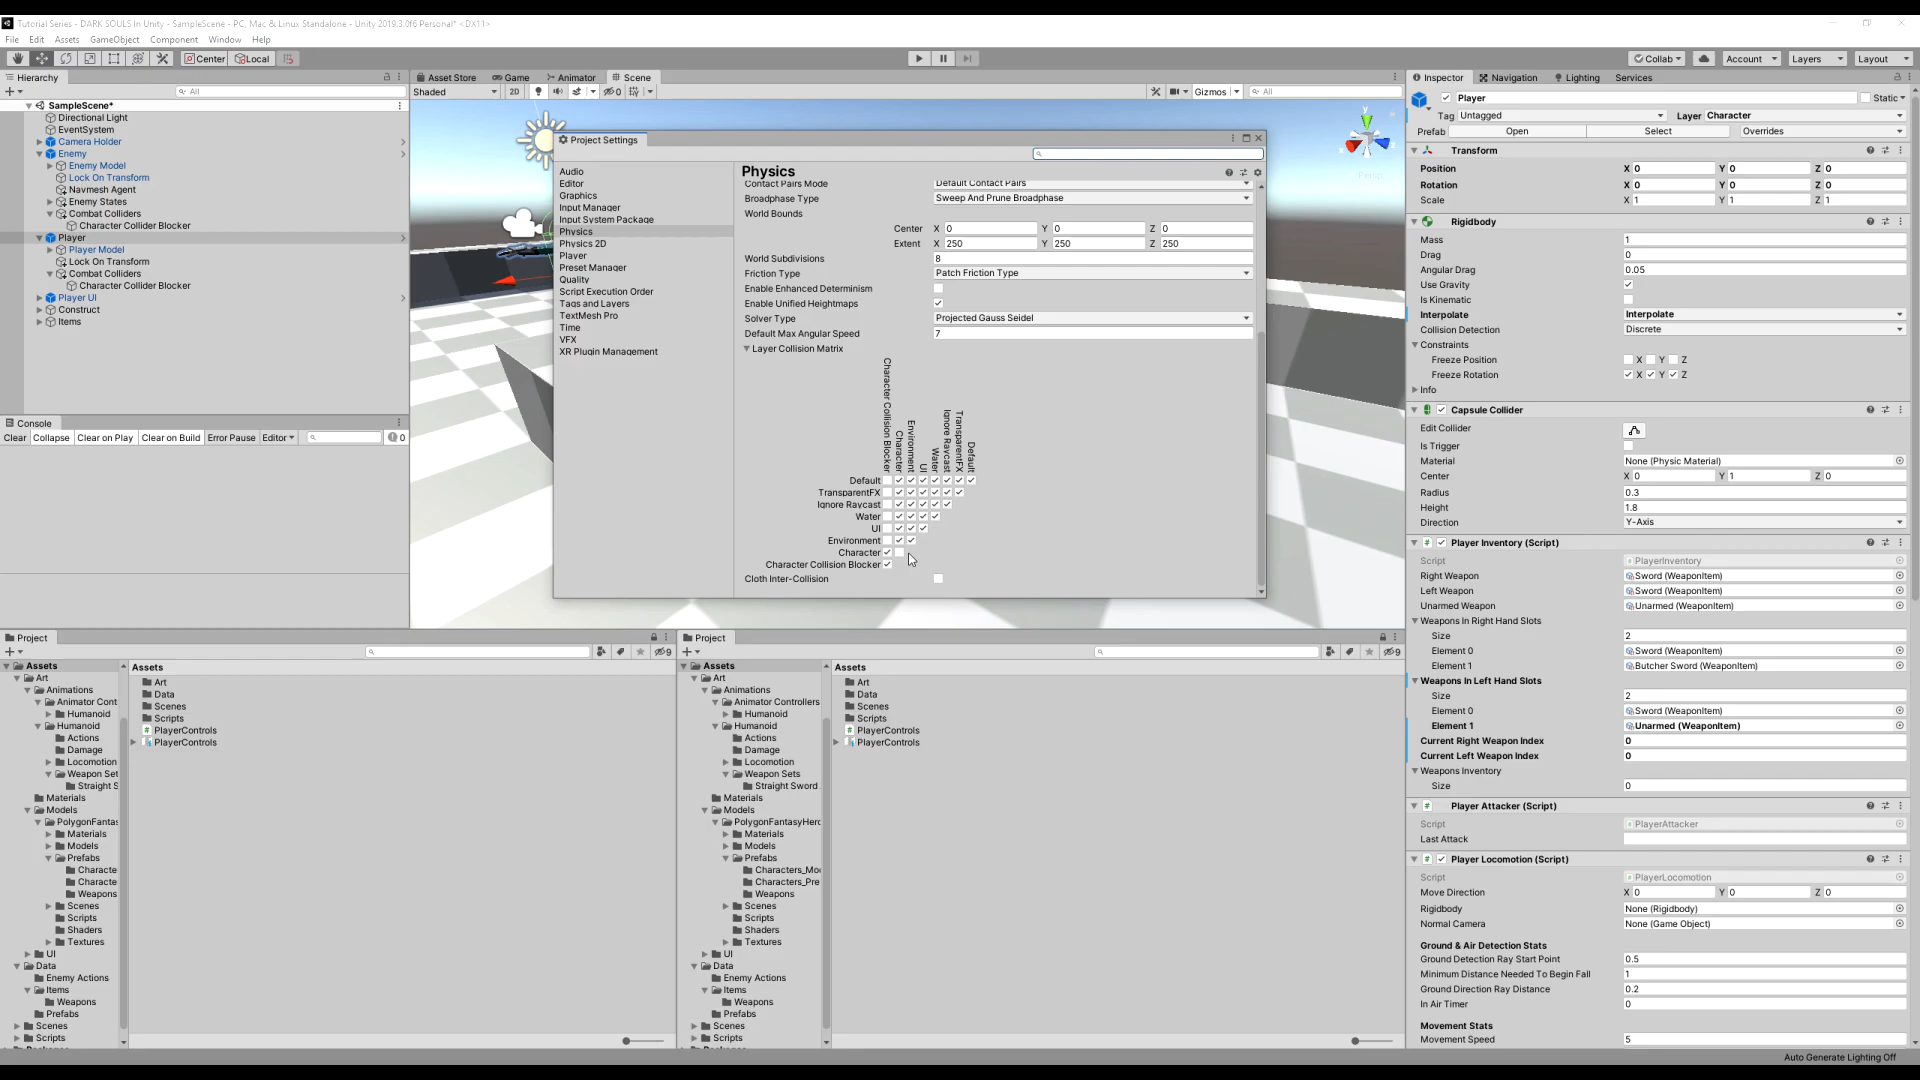 Tutorial Series - DARK SOULS In Unity - SampleScene - PC, Mac & Linux Standalone - Unity 2019.3.0f6 Personal* <DX11>
File Edit Assets GameObject Component Window Help
Center Local Collab Account Layers Layout
Hierarchy
All
SampleScene*
Directional Light
EventSystem
Camera Holder
Enemy
Enemy Model
Lock On Transform
Navmesh Agent
Enemy States
Combat Colliders
Character Collider Blocker
Player
Player Model
Lock On Transform
Combat Colliders
Character Collider Blocker
Player UI
Construct
Items
Console
Clear Collapse Clear on Play Clear on Build Error Pause Editor 0
Asset Store Game Animator Scene
Shaded 2D 0 Gizmos All
y
x
Project Settings
Audio
Editor
Graphics
Input Manager
Input System Package
Physics
Physics 2D
Player
Preset Manager
Quality
Script Execution Order
Tags and Layers
TextMesh Pro
Time
VFX
XR Plugin Management
Physics
Contact Pairs Mode Default Contact Pairs
Broadphase Type Sweep And Prune Broadphase
World Bounds
Center X 0 Y 0 Z 0
Extent X 250 Y 250 Z 250
World Subdivisions 8
Friction Type Patch Friction Type
Enable Enhanced Determinism
Enable Unified Heightmaps
Solver Type Projected Gauss Seidel
Default Max Angular Speed 7
Layer Collision Matrix
Character Collision Blocker
Character
Environment
UI
Water
Ignore Raycast
TransparentFX
Default
Default
TransparentFX
Ignore Raycast
Water
UI
Environment
Character
Character Collision Blocker
Cloth Inter-Collision
Inspector Navigation Lighting Services
Player Static
Tag Untagged Layer Character
Prefab Open Select Overrides
Transform
Position X 0 Y 0 Z 0
Rotation X 0 Y 0 Z 0
Scale X 1 Y 1 Z 1
Rigidbody
Mass 1
Drag 0
Angular Drag 0.05
Use Gravity
Is Kinematic
Interpolate Interpolate
Collision Detection Discrete
Constraints
Freeze Position X Y Z
Freeze Rotation X Y Z
Info
Capsule Collider
Edit Collider
Is Trigger
Material None (Physic Material)
Center X 0 Y 1 Z 0
Radius 0.3
Height 1.8
Direction Y-Axis
Player Inventory (Script)
Script PlayerInventory
Right Weapon Sword (WeaponItem)
Left Weapon Sword (WeaponItem)
Unarmed Weapon Unarmed (WeaponItem)
Weapons In Right Hand Slots
Size 2
Element 0 Sword (WeaponItem)
Element 1 Butcher Sword (WeaponItem)
Weapons In Left Hand Slots
Size 2
Element 0 Sword (WeaponItem)
Element 1 Unarmed (WeaponItem)
Current Right Weapon Index 0
Current Left Weapon Index 0
Weapons Inventory
Size 0
Player Attacker (Script)
Script PlayerAttacker
Last Attack
Player Locomotion (Script)
Script PlayerLocomotion
Move Direction X 0 Y 0 Z 0
Rigidbody None (Rigidbody)
Normal Camera None (Game Object)
Ground & Air Detection Stats
Ground Detection Ray Start Point 0.5
Minimum Distance Needed To Begin Fall 1
Ground Direction Ray Distance 0.2
In Air Timer 0
Movement Stats
Movement Speed 5
Project
9
Assets
Art
Animations
Animator Cont
Humanoid
Humanoid
Actions
Damage
Locomotion
Weapon Set
Straight S
Materials
Models
PolygonFantas
Materials
Models
Prefabs
Characte
Characte
Weapons
Scenes
Scripts
Shaders
Textures
UI
Data
Enemy Actions
Items
Weapons
Prefabs
Scenes
Scripts
Assets
Art
Data
Scenes
Scripts
PlayerControls
PlayerControls
Project
9
Assets
Art
Animations
Animator Controllers
Humanoid
Humanoid
Actions
Damage
Locomotion
Weapon Sets
Straight Sword
Materials
Models
PolygonFantasyHero
Materials
Models
Prefabs
Characters_Mo
Characters_Pre
Weapons
Scenes
Scripts
Shaders
Textures
UI
Data
Enemy Actions
Items
Weapons
Prefabs
Scenes
Scripts
Assets
Art
Data
Scenes
Scripts
PlayerControls
PlayerControls
Auto Generate Lighting Off